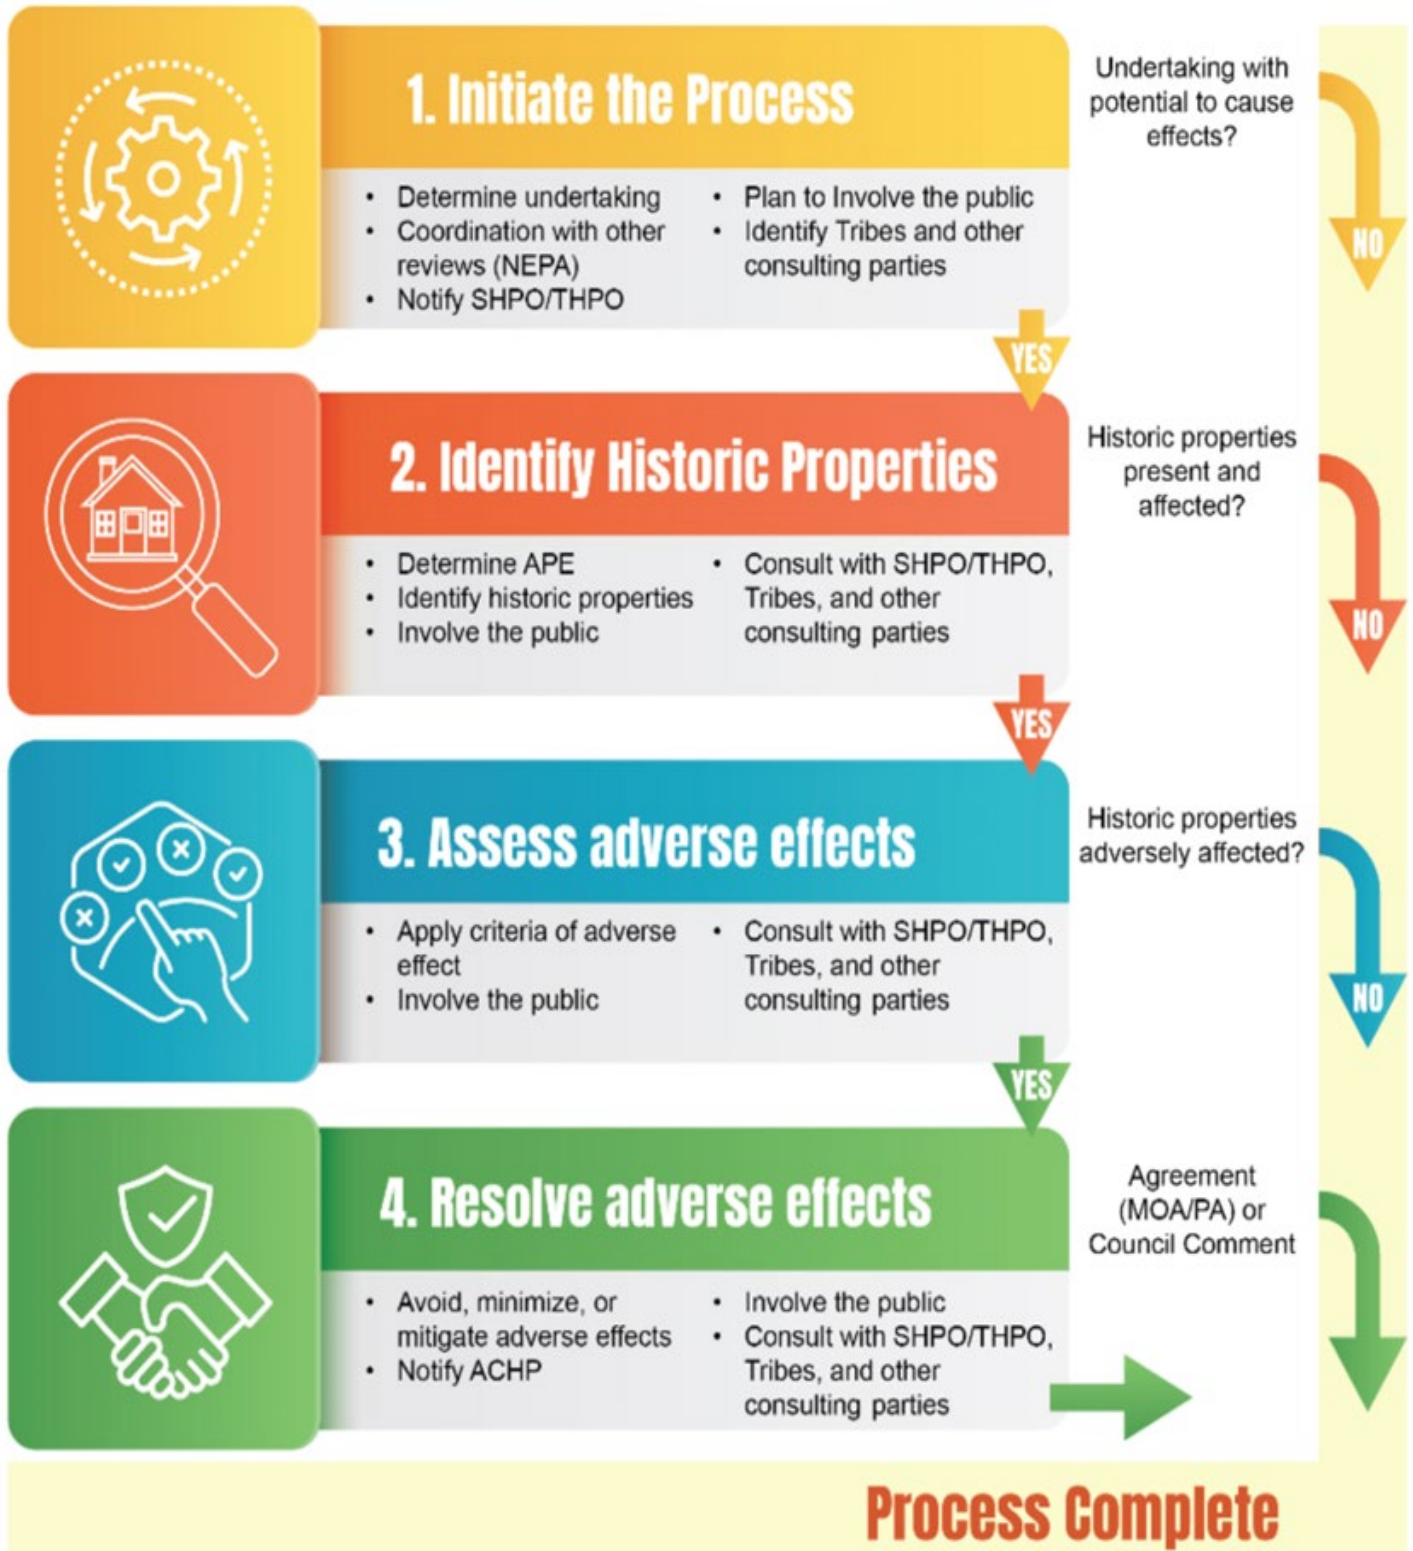 1. Initiate the Process
• Determine undertaking
• Coordination with other
reviews (NEPA)
• Notify SHPO/THPO
• Plan to Involve the public
• Identify Tribes and other
consulting parties
Undertaking with
potential to cause
effects?
NO
YES
2. Identify Historic Properties
• Determine APE
• Identify historic properties
• Involve the public
• Consult with SHPO/THPO,
Tribes, and other
consulting parties
Historic properties
present and
affected?
NO
YES
3. Assess adverse effects
• Apply criteria of adverse
effect
• Involve the public
• Consult with SHPO/THPO,
Tribes, and other
consulting parties
Historic properties
adversely affected?
NO
YES
4. Resolve adverse effects
• Avoid, minimize, or
mitigate adverse effects
• Notify ACHP
• Involve the public
• Consult with SHPO/THPO,
Tribes, and other
consulting parties
Agreement
(MOA/PA) or
Council Comment
Process Complete